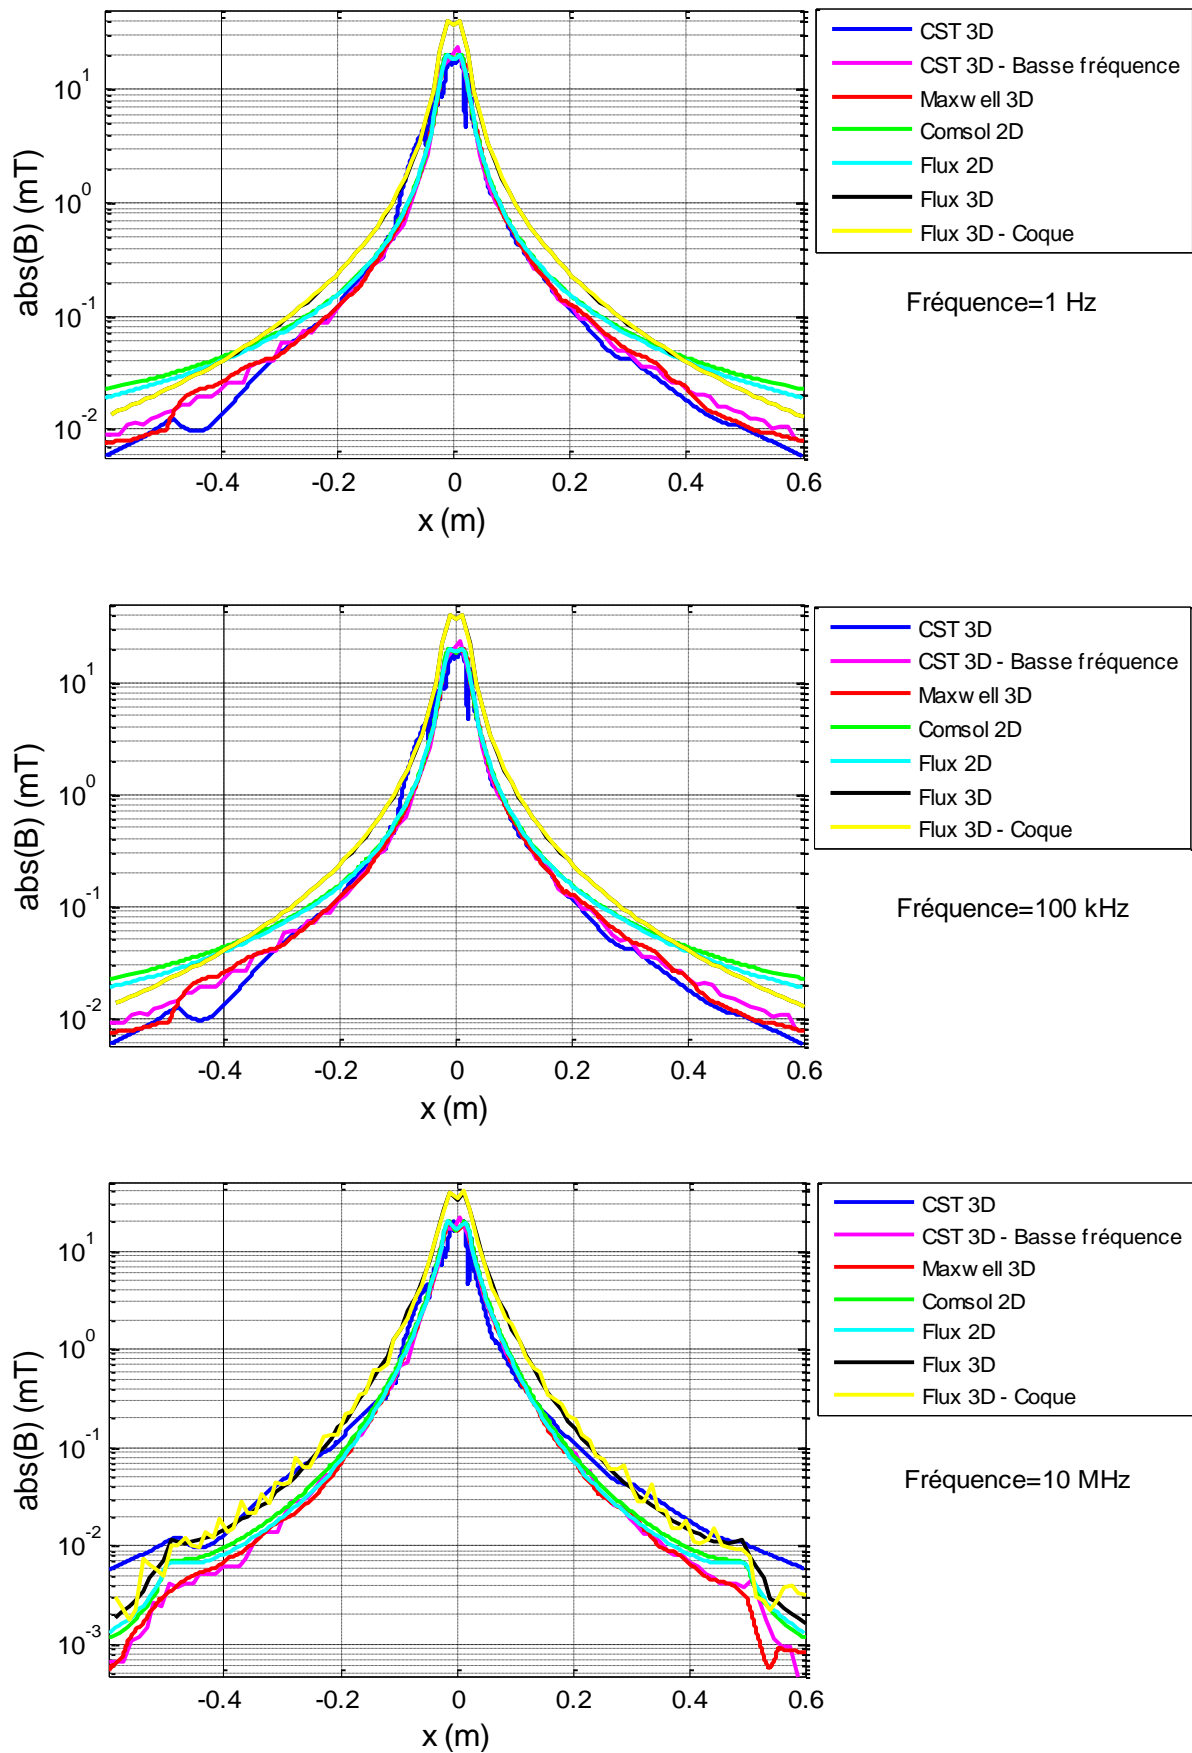 abs(B) (mT)
10^1
10^0
10^-1
10^-2
-0.4 -0.2 0 0.2 0.4 0.6
x (m)
CST 3D
CST 3D - Basse fréquence
Maxwell 3D
Comsol 2D
Flux 2D
Flux 3D
Flux 3D - Coque
Fréquence=1 Hz
abs(B) (mT)
10^1
10^0
10^-1
10^-2
-0.4 -0.2 0 0.2 0.4 0.6
x (m)
CST 3D
CST 3D - Basse fréquence
Maxwell 3D
Comsol 2D
Flux 2D
Flux 3D
Flux 3D - Coque
Fréquence=100 kHz
abs(B) (mT)
10^1
10^0
10^-1
10^-2
10^-3
-0.4 -0.2 0 0.2 0.4 0.6
x (m)
CST 3D
CST 3D - Basse fréquence
Maxwell 3D
Comsol 2D
Flux 2D
Flux 3D
Flux 3D - Coque
Fréquence=10 MHz